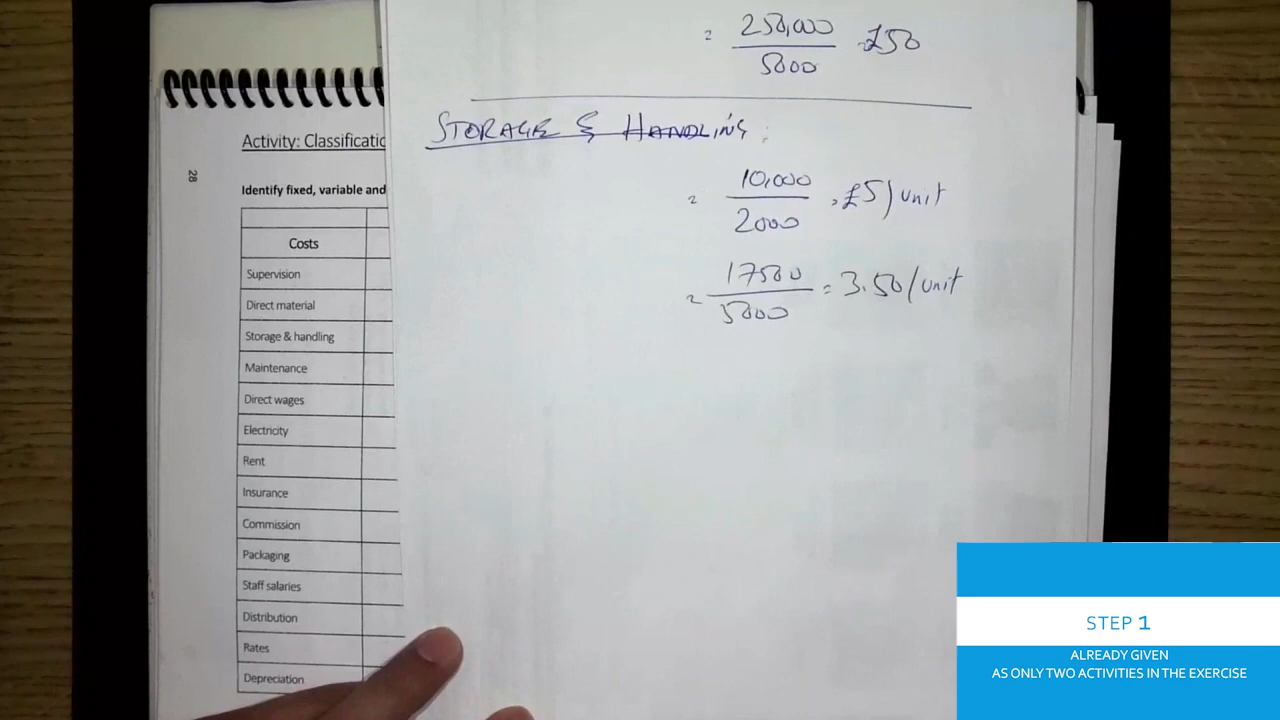 = 250,000 £50
5000
STORAGE & HANDLING:
= 10,000 = £5/unit
2000
= 17500 = 3.50/unit
5000
28
Activity: Classificatio
Identify fixed, variable and
Costs
Supervision
Direct material
Storage & handling
Maintenance
Direct wages
Electricity
Rent
Insurance
Commission
Packaging
Staff salaries
Distribution
Rates
Depreciation
STEP 1
ALREADY GIVEN
AS ONLY TWO ACTIVITIES IN THE EXERCISE